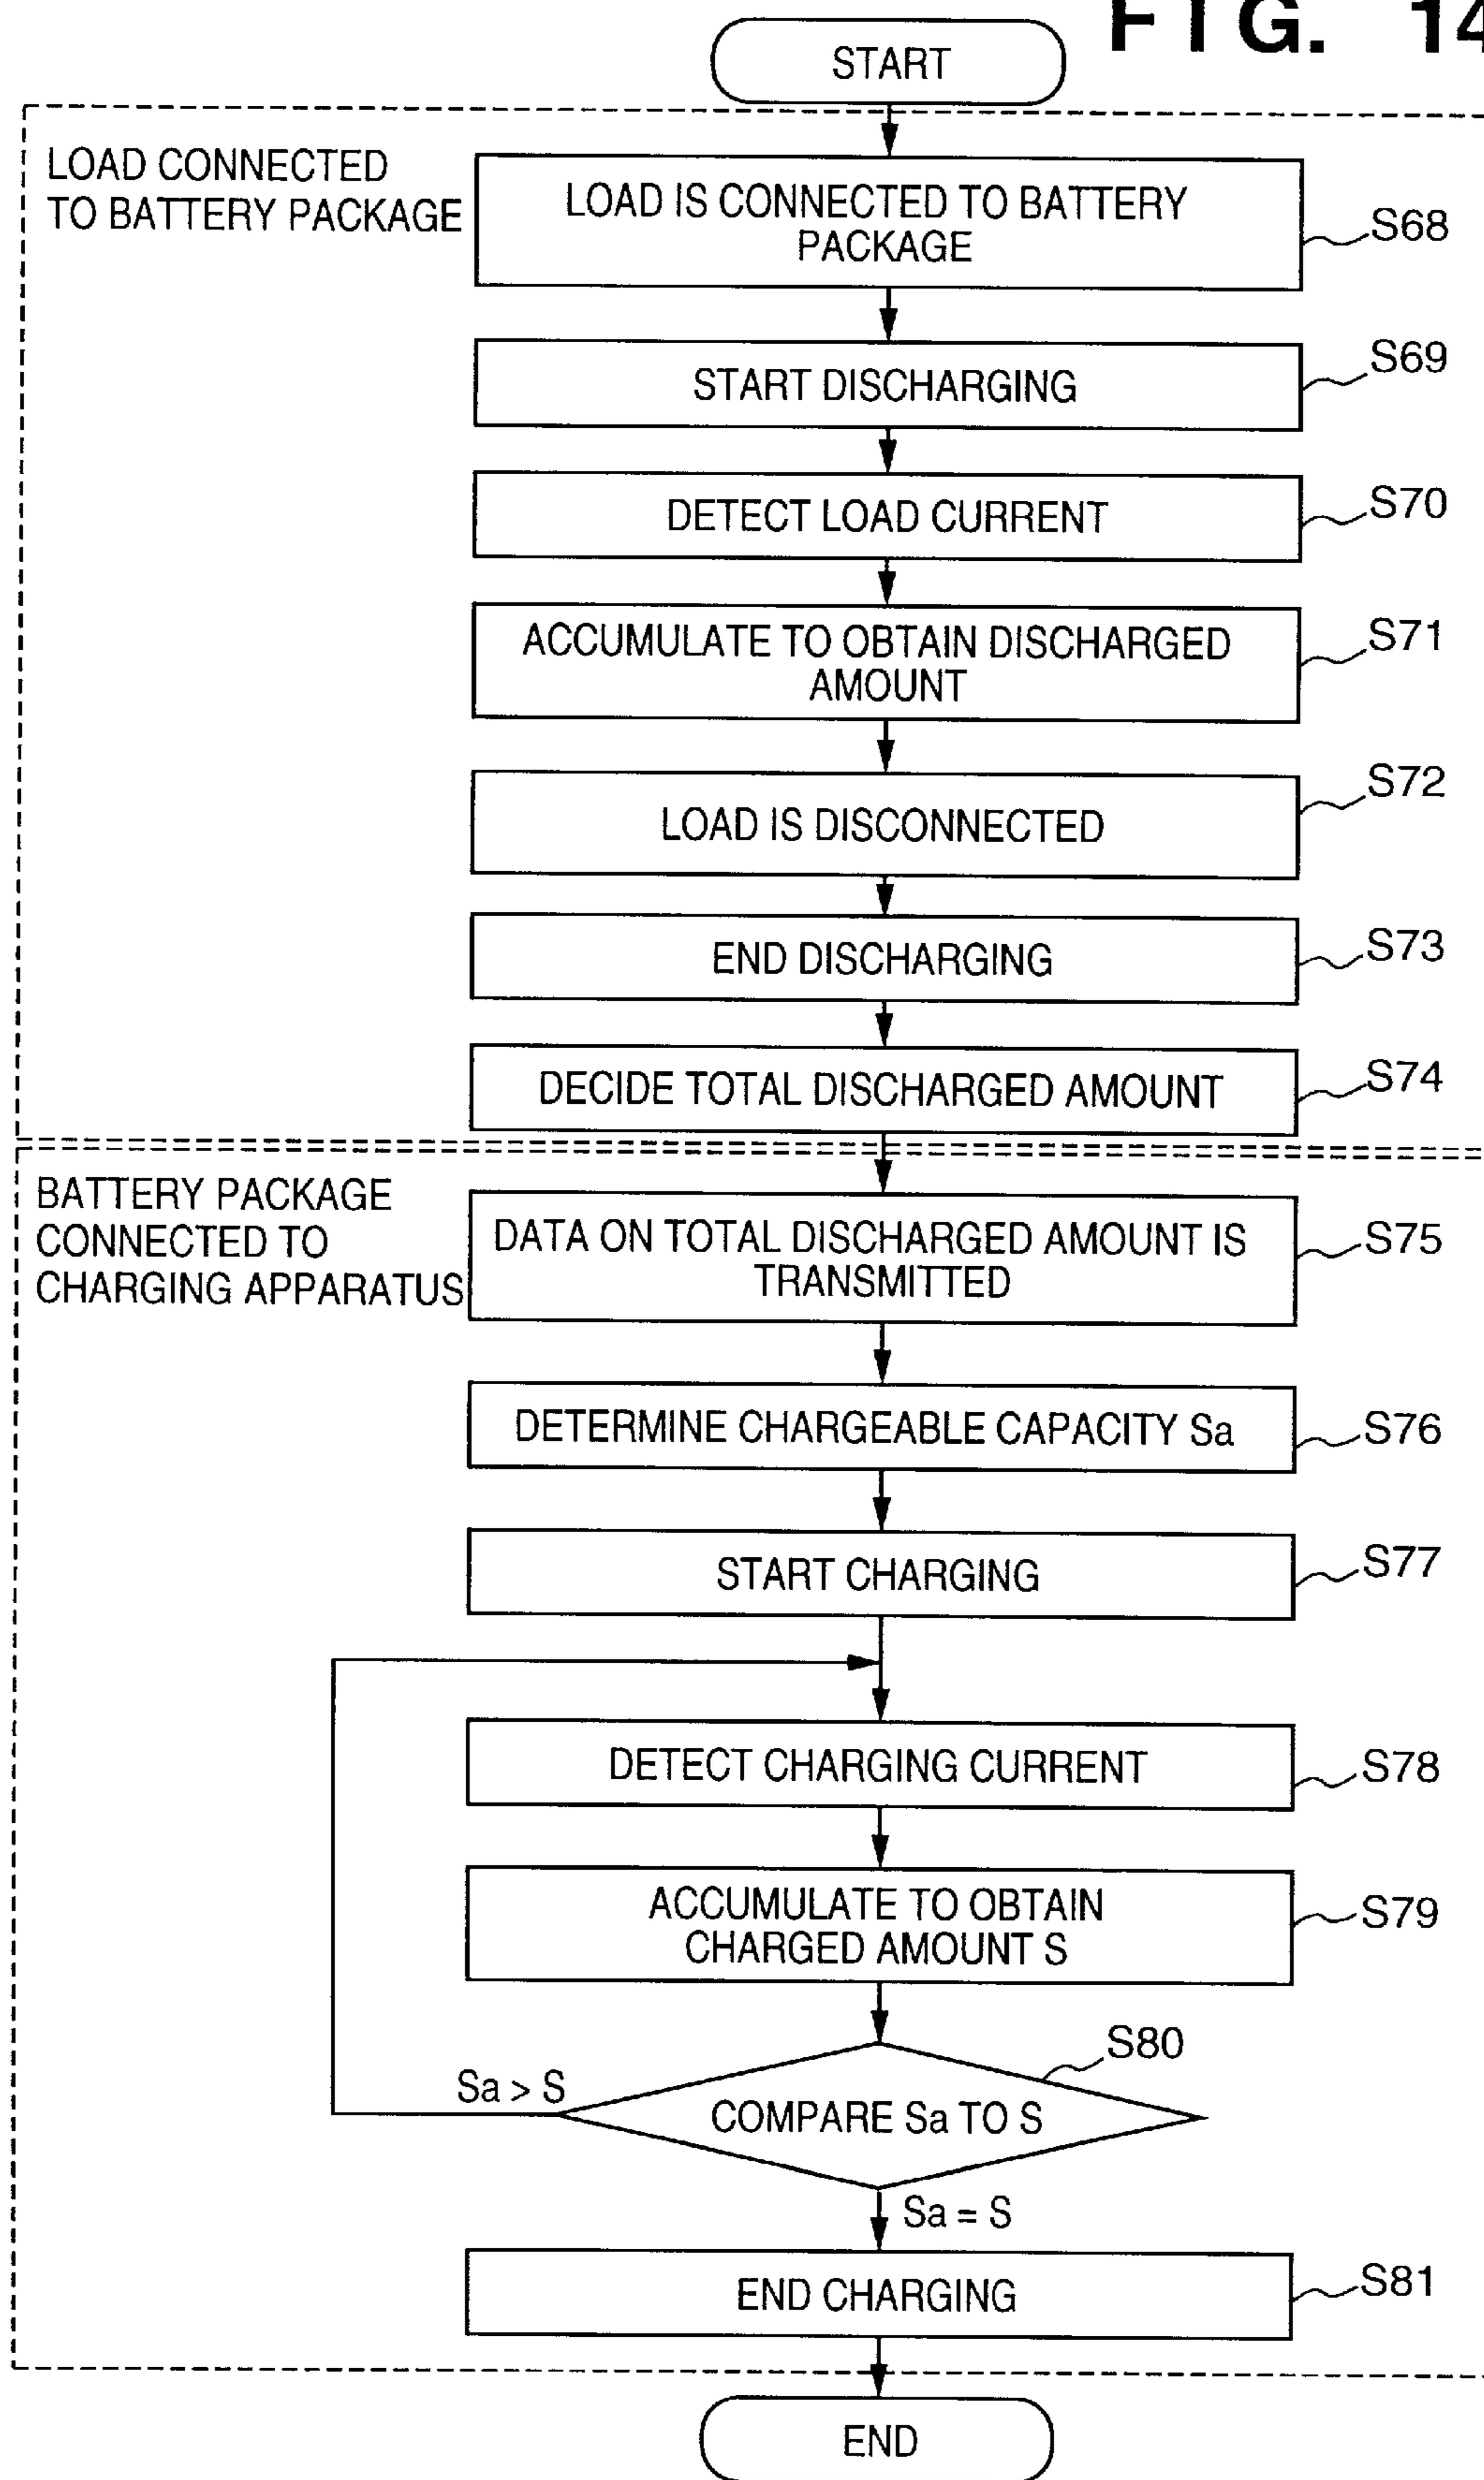 FIG. 14
START
LOAD CONNECTED
TO BATTERY PACKAGE
LOAD IS CONNECTED TO BATTERY
PACKAGE
S68
START DISCHARGING
S69
DETECT LOAD CURRENT
S70
ACCUMULATE TO OBTAIN DISCHARGED
AMOUNT
S71
LOAD IS DISCONNECTED
S72
END DISCHARGING
S73
DECIDE TOTAL DISCHARGED AMOUNT
S74
BATTERY PACKAGE
CONNECTED TO
CHARGING APPARATUS
DATA ON TOTAL DISCHARGED AMOUNT IS
TRANSMITTED
S75
DETERMINE CHARGEABLE CAPACITY Sa
S76
START CHARGING
S77
DETECT CHARGING CURRENT
S78
ACCUMULATE TO OBTAIN
CHARGED AMOUNT S
S79
S80
Sa > S
COMPARE Sa TO S
Sa = S
END CHARGING
S81
END